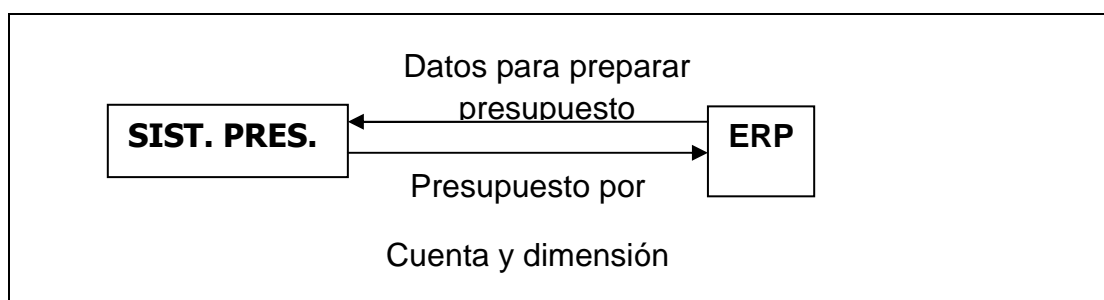 Datos para preparar
presupuesto
SIST. PRES.
ERP
Presupuesto por
Cuenta y dimensión